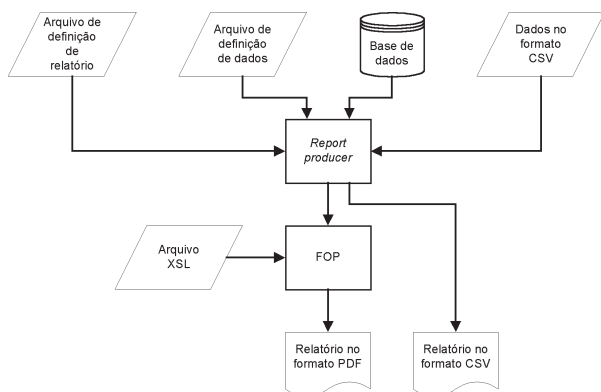 Arquivo de
definição
de
relatório
Arquivo de
definição
de dados
Base de
dados
Dados no
formato
CSV
Report
producer
Arquivo
XSL
FOP
Relatório no
formato PDF
Relatório no
formato CSV